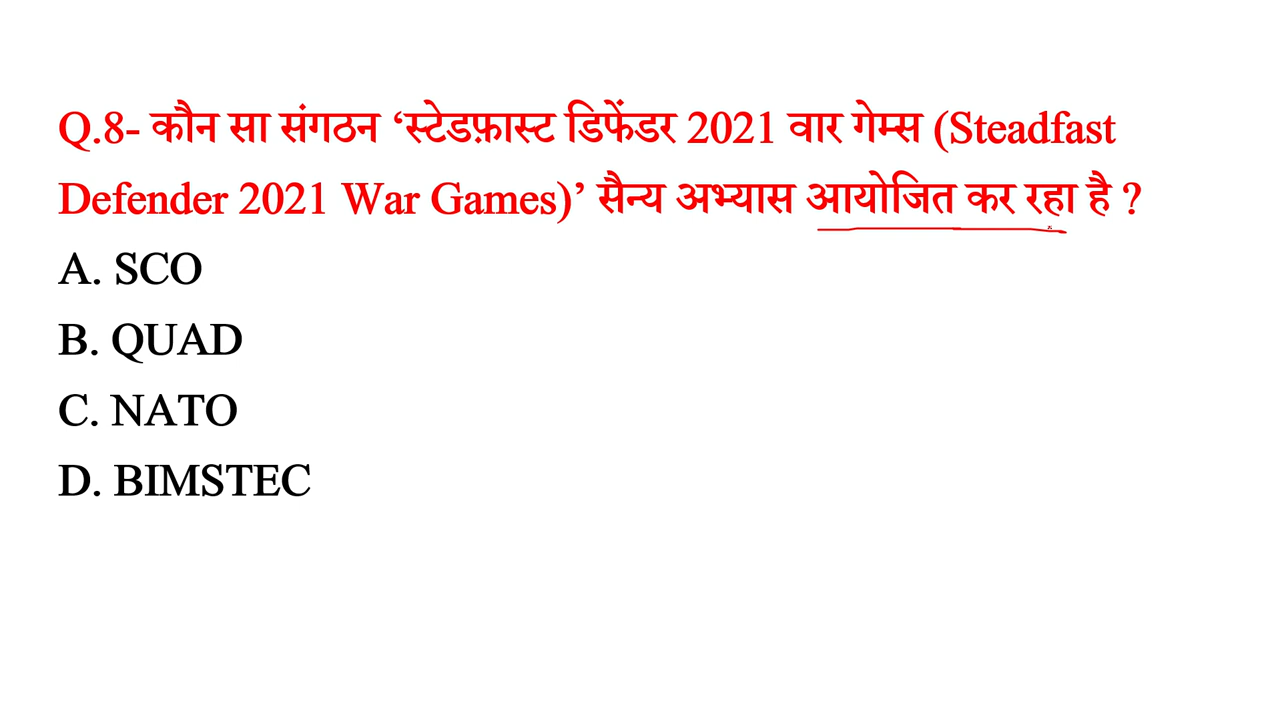 Q.8- कौन सा संगठन ‘स्टेडफ़ास्ट डिफेंडर 2021 वार गेम्स (Steadfast
Defender 2021 War Games)’ सैन्य अभ्यास आयोजित कर रहा है ?
A. SCO
B. QUAD
C. NATO
D. BIMSTEC